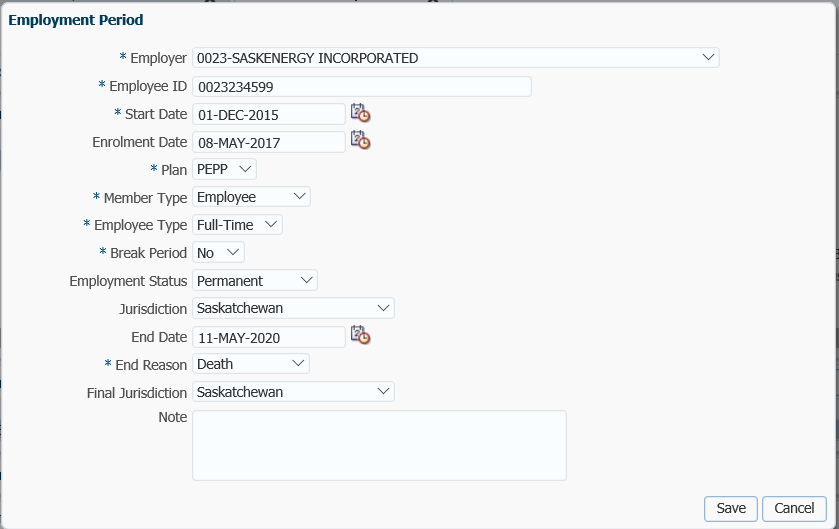 Employment Period
* Employer 0023-SASKENERGY INCORPORATED
* Employee ID 0023234599
* Start Date 01-DEC-2015
Enrolment Date 08-MAY-2017
* Plan PEPP
* Member Type Employee
* Employee Type Full-Time
* Break Period No
Employment Status Permanent
Jurisdiction Saskatchewan
End Date 11-MAY-2020
* End Reason Death
Final Jurisdiction Saskatchewan
Note
Save Cancel